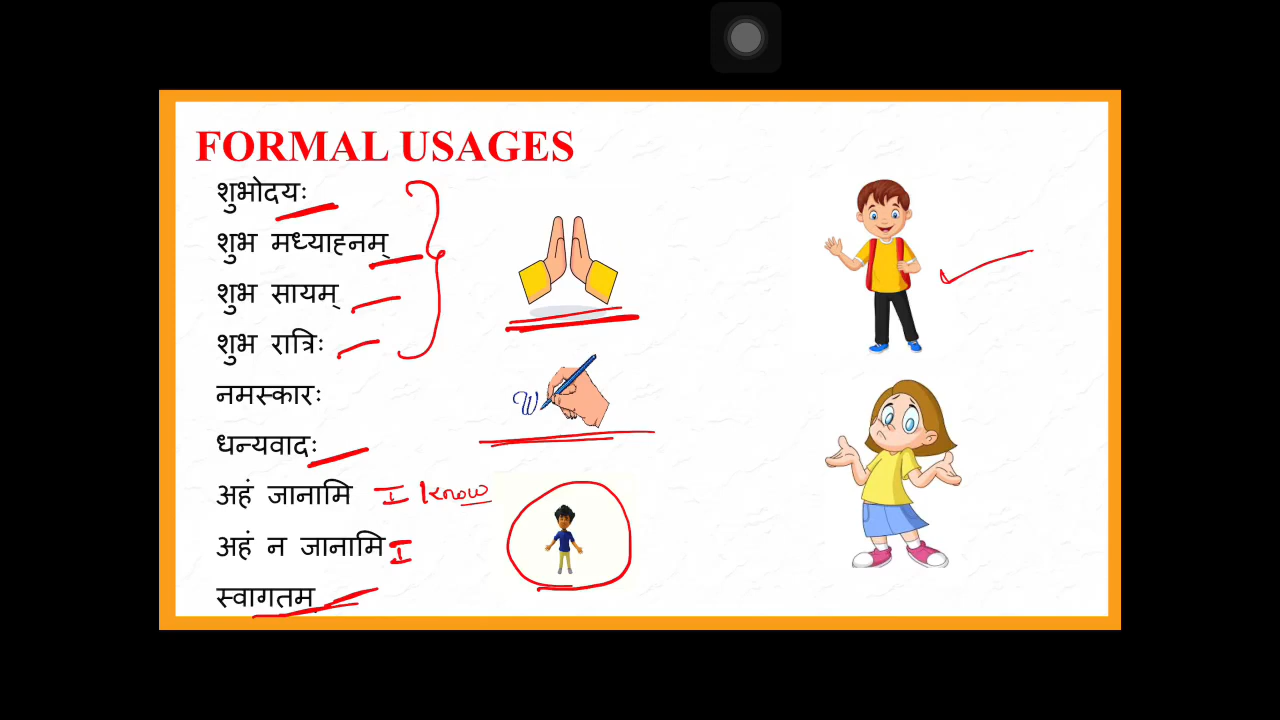 FORMAL USAGES
शुभोदयः
शुभ मध्याह्नम्
शुभ सायम्
शुभ रात्रिः
नमस्कारः
धन्यवादः
अहं जानामि I know
अहं न जानामि I
स्वागतम्
W